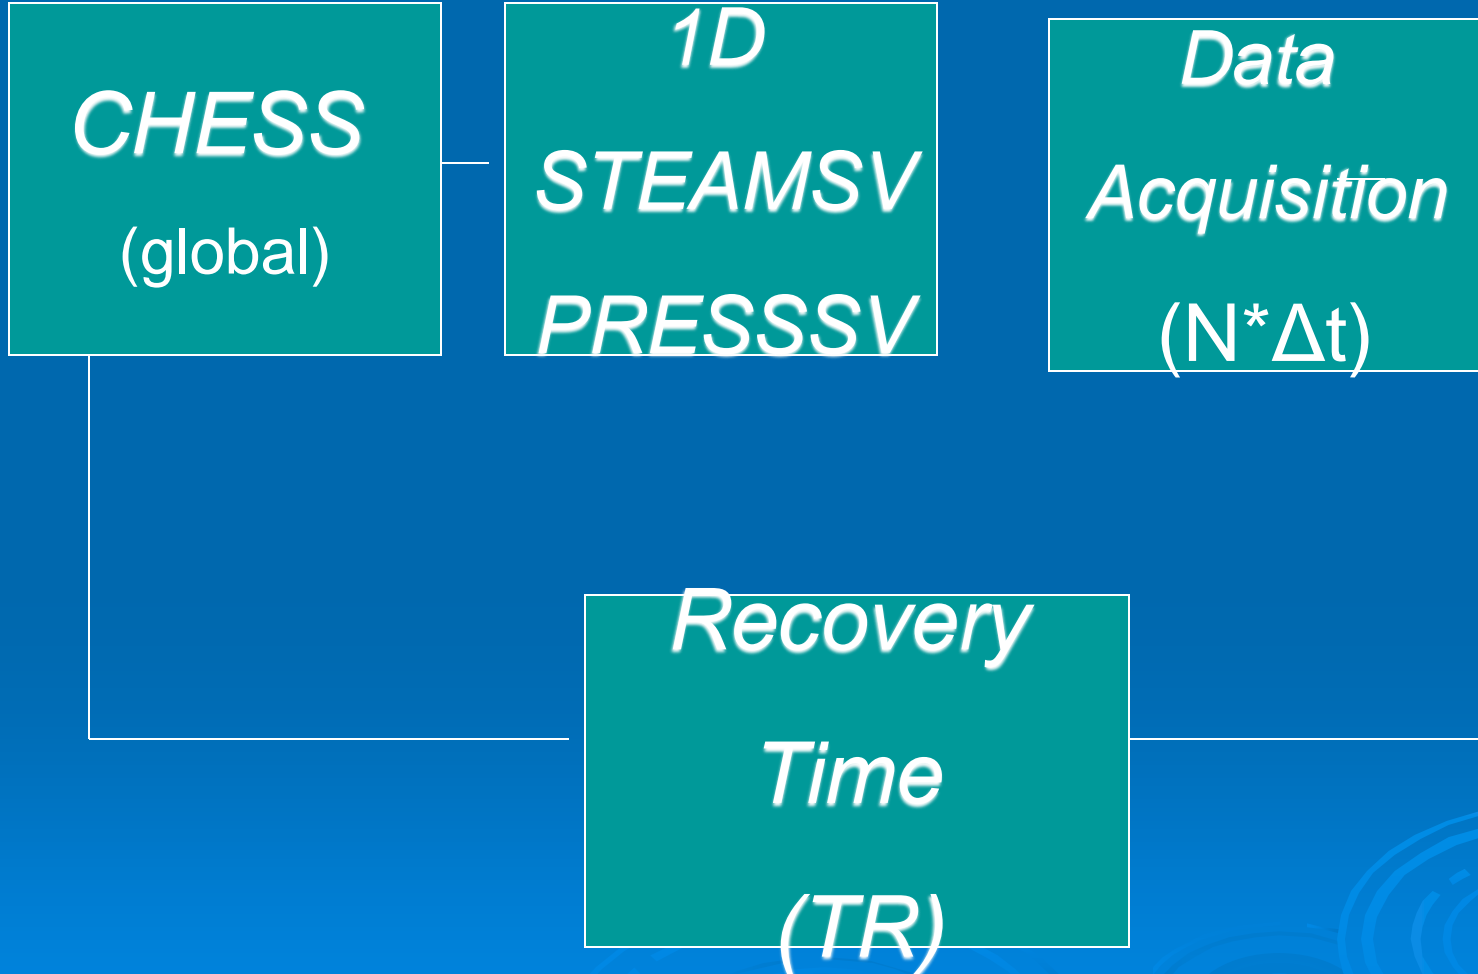 CHESS
(global)
1D
STEAMSV
PRESSSV
Data
Acquisition
(N*Δt)
Recovery
Time
(TR)